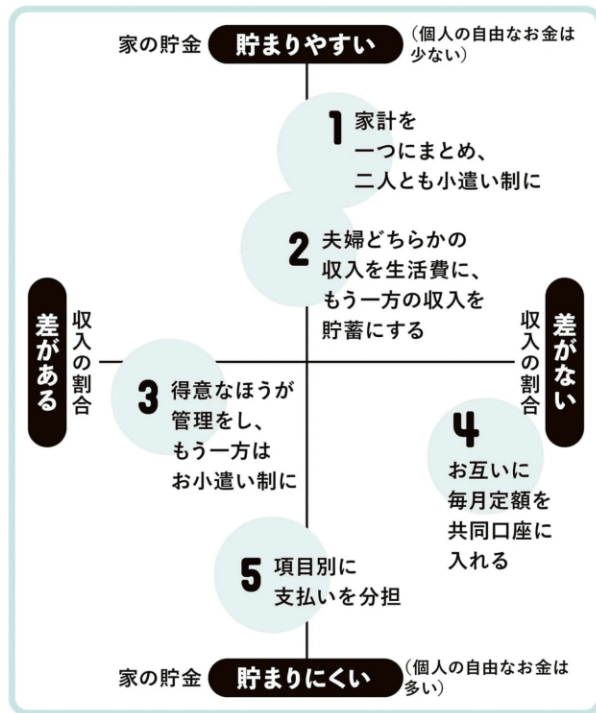 家の貯金 貯まりやすい (個人の自由なお金は
少ない)
1 家計を
一つにまとめ、
二人とも小遣い制に
2 夫婦どちらかの
収入を生活費に、
もう一方の収入を
貯蓄にする
差がある
収入の割合
収入の割合
差がない
3 得意なほうが
管理をし、
もう一方は
お小遣い制に
4
お互いに
毎月定額を
共同口座に
入れる
5 項目別に
支払いを分担
家の貯金 貯まりにくい (個人の自由なお金は
多い)